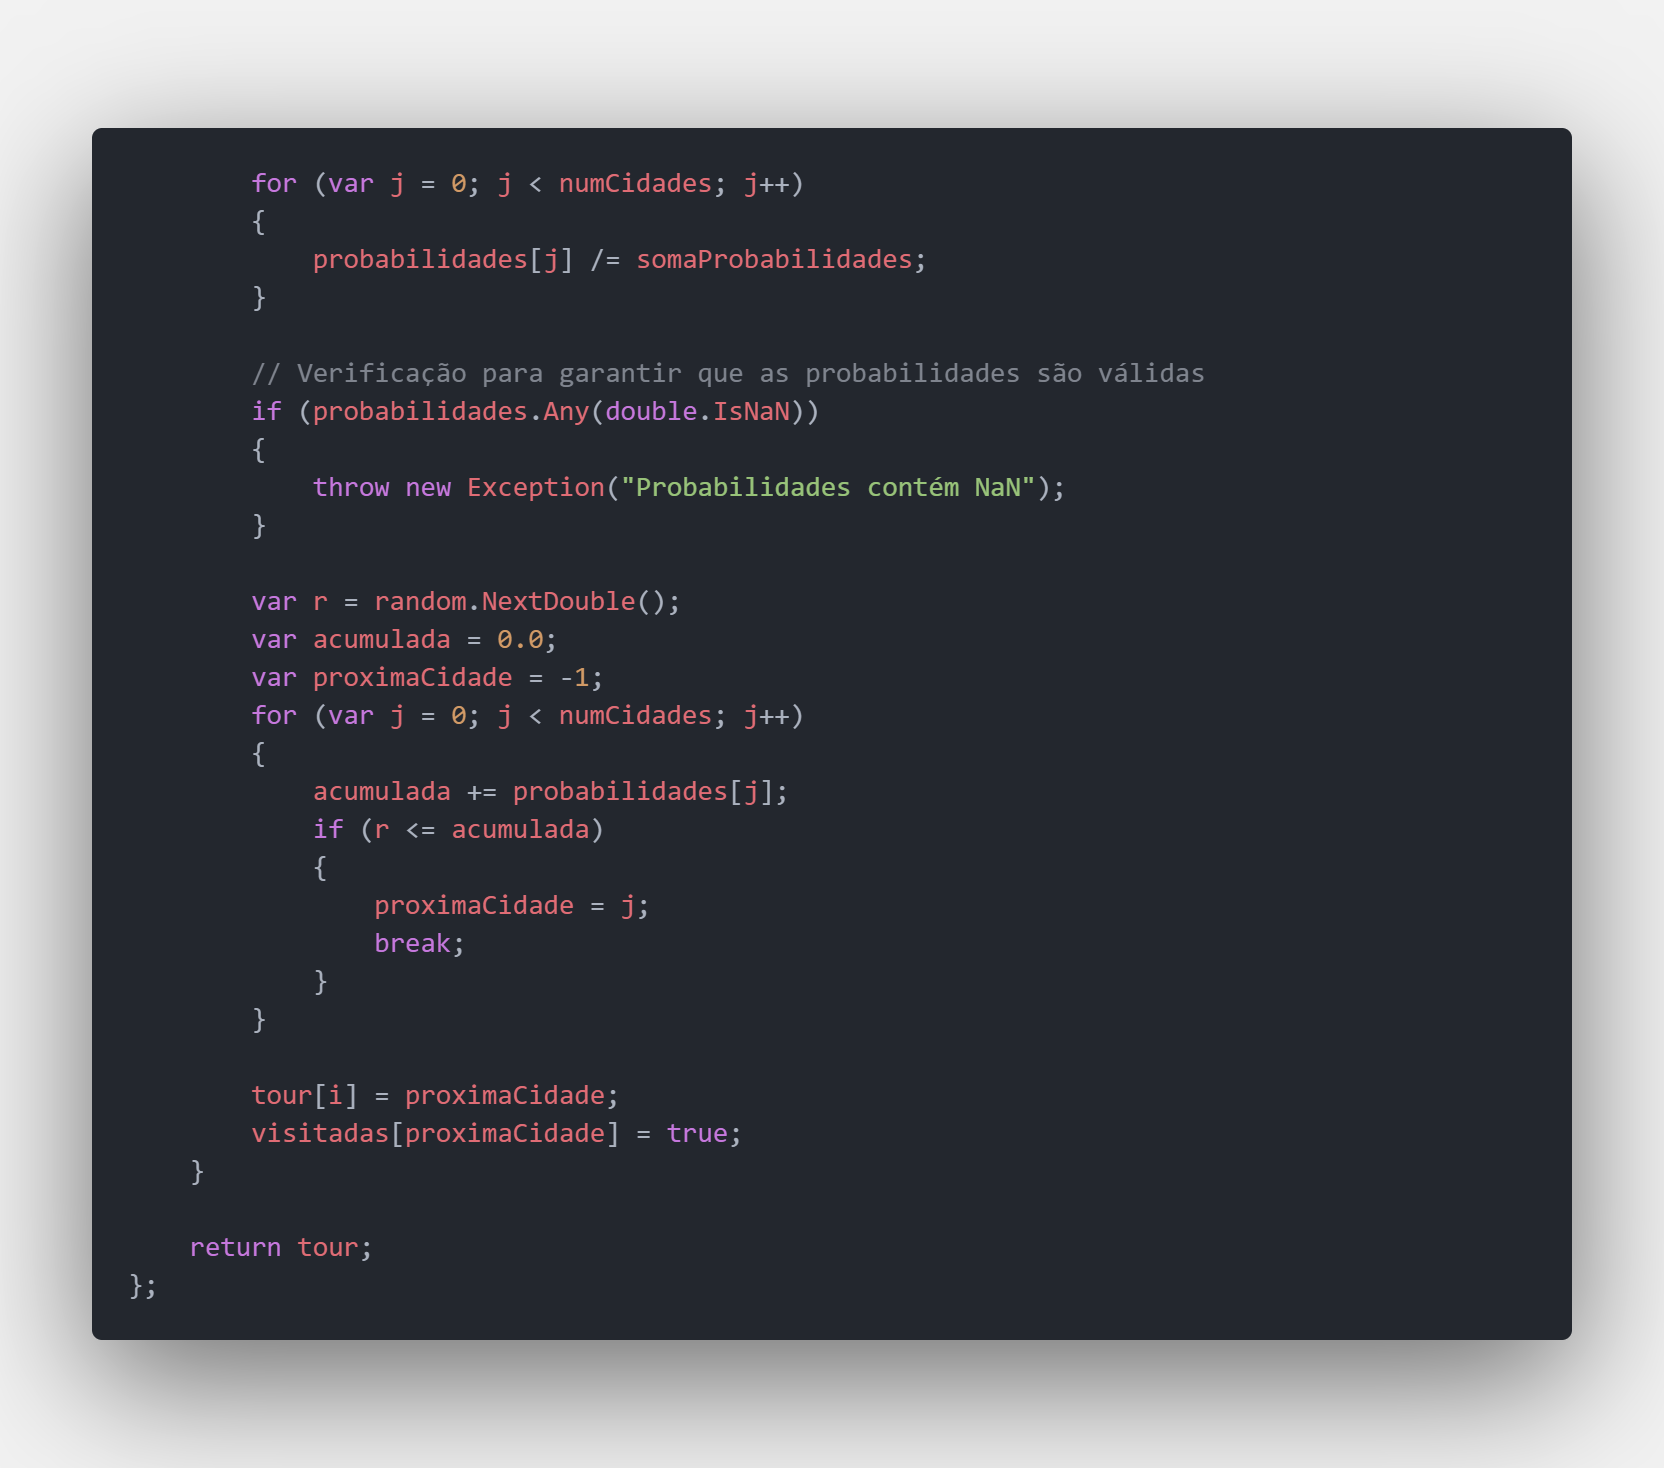 for (var j = 0; j < numCidades; j++)
{
probabilidades[j] /= somaProbabilidades;
}
// Verificação para garantir que as probabilidades são válidas
if (probabilidades.Any(double.IsNaN))
{
throw new Exception("Probabilidades contém NaN");
}
var r = random.NextDouble();
var acumulada = 0.0;
var proximaCidade = -1;
for (var j = 0; j < numCidades; j++)
{
acumulada += probabilidades[j];
if (r <= acumulada)
{
proximaCidade = j;
break;
}
}
tour[i] = proximaCidade;
visitadas[proximaCidade] = true;
}
return tour;
};